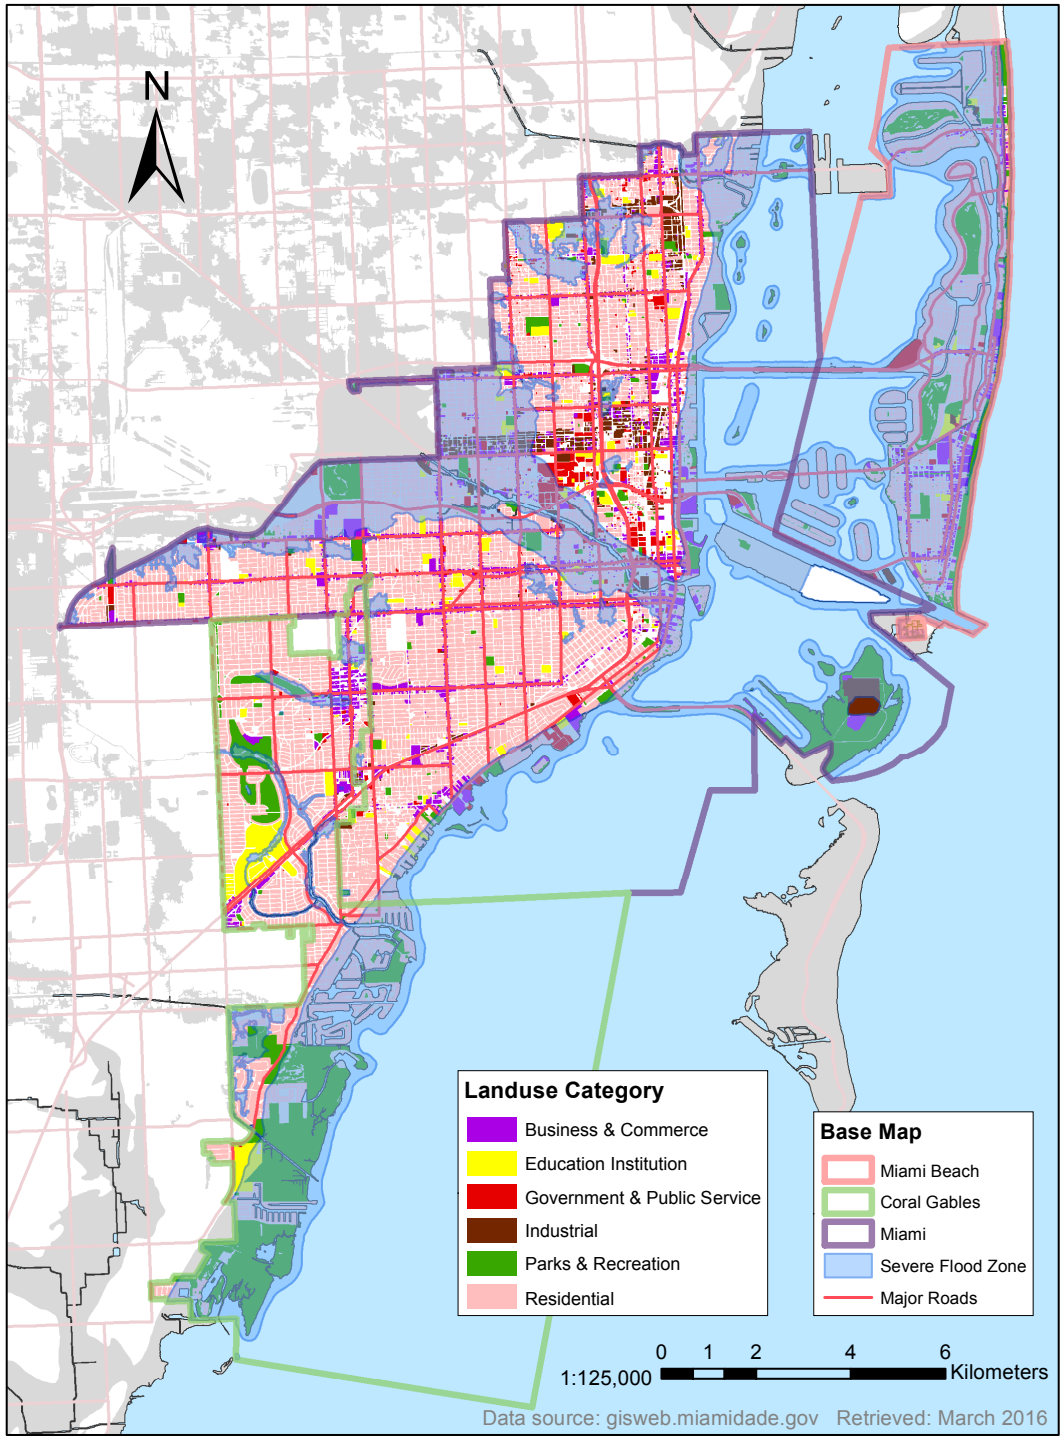 N
Landuse Category
Business & Commerce
Education Institution
Government & Public Service
Industrial
Parks & Recreation
Residential
Base Map
Miami Beach
Coral Gables
Miami
Severe Flood Zone
Major Roads
0 1 2 4 6
1:125,000 Kilometers
Data source: gisweb.miamidade.gov Retrieved: March 2016